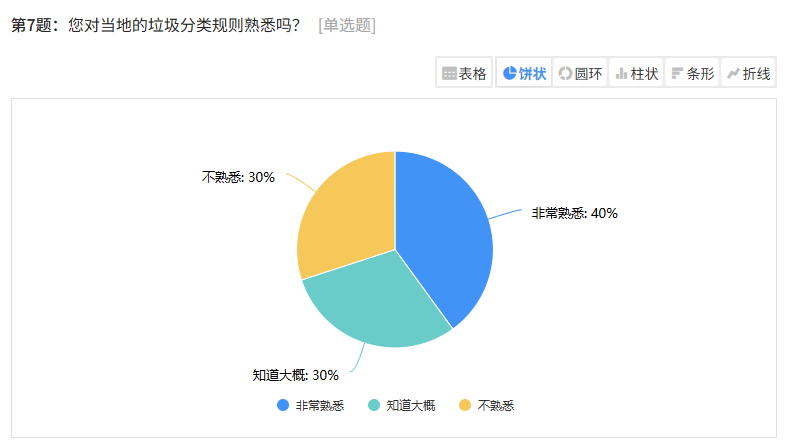 第7题：您对当地的垃圾分类规则熟悉吗？ [单选题]
表格 饼状 圆环 柱状 条形 折线
不熟悉: 30%
非常熟悉: 40%
知道大概: 30%
非常熟悉 知道大概 不熟悉